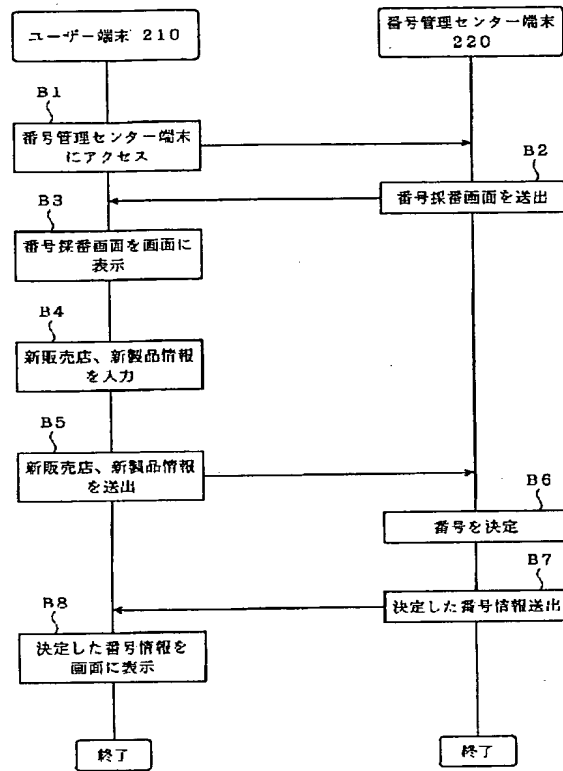 ユーザー端末 210
番号管理センター端末
220
B1
番号管理センター端末
にアクセス
B2
番号採番画面を送出
B3
番号採番画面を画面に
表示
B4
新販売店、新製品情報
を入力
B5
新販売店、新製品情報
を送出
B6
番号を決定
B7
決定した番号情報送出
B8
決定した番号情報を
画面に表示
終了
終了